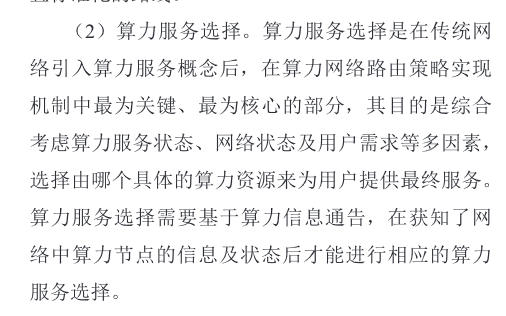 （2）算力服务选择。算力服务选择是在传统网
络引入算力服务概念后，在算力网络路由策略实现
机制中最为关键、最为核心的部分，其目的是综合
考虑算力服务状态、网络状态及用户需求等多因素，
选择由哪个具体的算力资源来为用户提供最终服务。
算力服务选择需要基于算力信息通告，在获知了网
络中算力节点的信息及状态后才能进行相应的算力
服务选择。